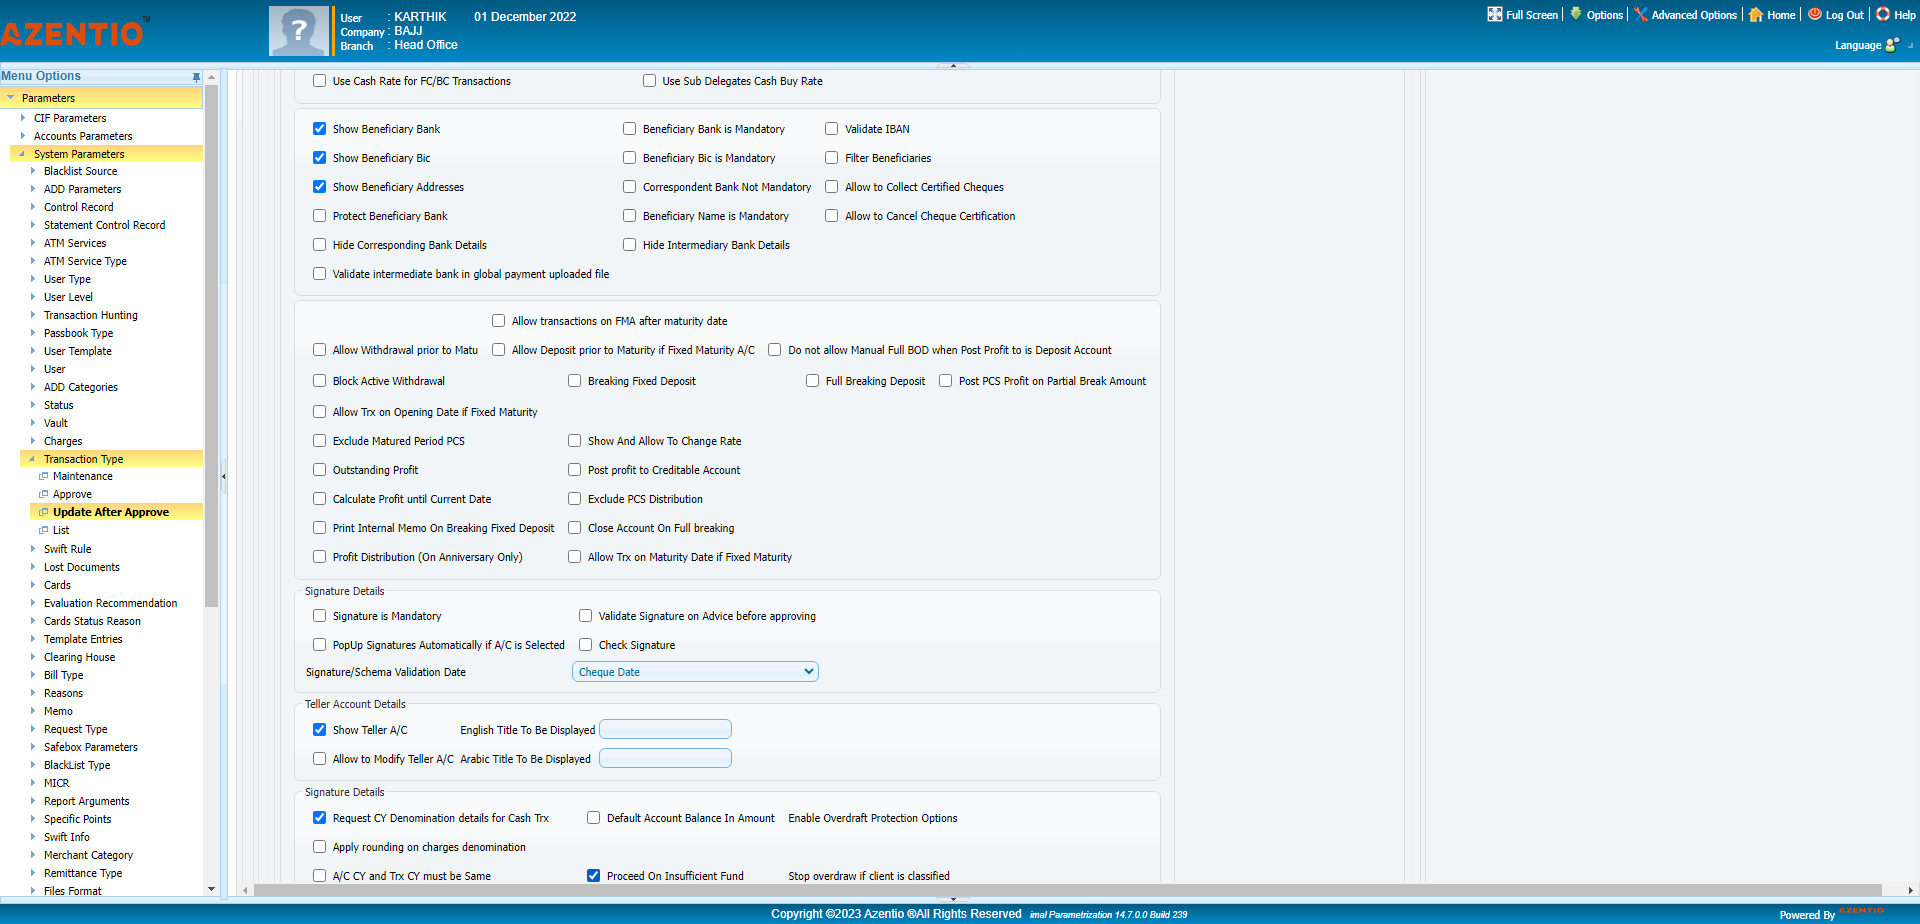 AZENTIO TM
User : KARTHIK 01 December 2022
Company : BAJJ
Branch : Head Office
Full Screen Options Advanced Options Home Log Out Help
Language
Menu Options
Parameters
CIF Parameters
Accounts Parameters
System Parameters
Blacklist Source
ADD Parameters
Control Record
Statement Control Record
ATM Services
ATM Service Type
User Type
User Level
Transaction Hunting
Passbook Type
User Template
User
ADD Categories
Status
Vault
Charges
Transaction Type
Maintenance
Approve
Update After Approve
List
Swift Rule
Lost Documents
Cards
Evaluation Recommendation
Cards Status Reason
Template Entries
Clearing House
Bill Type
Reasons
Memo
Request Type
Safebox Parameters
BlackList Type
MICR
Report Arguments
Specific Points
Swift Info
Merchant Category
Remittance Type
Files Format
Use Cash Rate for FC/BC Transactions Use Sub Delegates Cash Buy Rate
Show Beneficiary Bank Beneficiary Bank is Mandatory Validate IBAN
Show Beneficiary Bic Beneficiary Bic is Mandatory Filter Beneficiaries
Show Beneficiary Addresses Correspondent Bank Not Mandatory Allow to Collect Certified Cheques
Protect Beneficiary Bank Beneficiary Name is Mandatory Allow to Cancel Cheque Certification
Hide Corresponding Bank Details Hide Intermediary Bank Details
Validate intermediate bank in global payment uploaded file
Allow transactions on FMA after maturity date
Allow Withdrawal prior to Matu Allow Deposit prior to Maturity if Fixed Maturity A/C Do not allow Manual Full BOD when Post Profit to is Deposit Account
Block Active Withdrawal Breaking Fixed Deposit Full Breaking Deposit Post PCS Profit on Partial Break Amount
Allow Trx on Opening Date if Fixed Maturity
Exclude Matured Period PCS Show And Allow To Change Rate
Outstanding Profit Post profit to Creditable Account
Calculate Profit until Current Date Exclude PCS Distribution
Print Internal Memo On Breaking Fixed Deposit Close Account On Full breaking
Profit Distribution (On Anniversary Only) Allow Trx on Maturity Date if Fixed Maturity
Signature Details
Signature is Mandatory Validate Signature on Advice before approving
PopUp Signatures Automatically if A/C is Selected Check Signature
Signature/Schema Validation Date Cheque Date
Teller Account Details
Show Teller A/C English Title To Be Displayed
Allow to Modify Teller A/C Arabic Title To Be Displayed
Signature Details
Request CY Denomination details for Cash Trx Default Account Balance In Amount Enable Overdraft Protection Options
Apply rounding on charges denomination
A/C CY and Trx CY must be Same Proceed On Insufficient Fund Stop overdraw if client is classified
Copyright ©2023 Azentio ®All Rights Reserved imal Parametrization 14.7.0.0 Build 239
Powered By AZENTIO